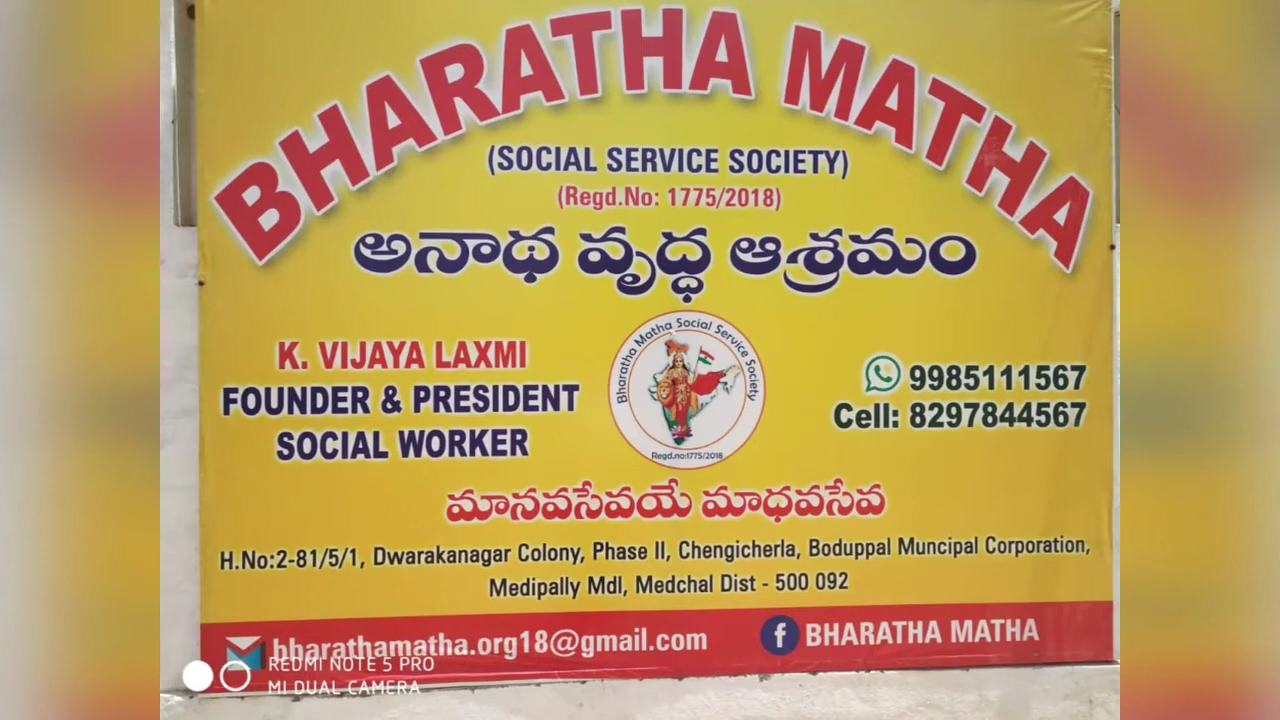 BHARATHA MATHA
(SOCIAL SERVICE SOCIETY)
(Regd.No: 1775/2018)
అనాథ వృద్ధ ఆశ్రమం
K. VIJAYA LAXMI
FOUNDER & PRESIDENT
SOCIAL WORKER
Bharatha Matha Social Service Society
Regd.no:1775/2018
9985111567
Cell: 8297844567
మానవసేవయే మాధవసేవ
H.No:2-81/5/1, Dwarakanagar Colony, Phase II, Chengicherla, Boduppal Muncipal Corporation,
Medipally Mdl, Medchal Dist - 500 092
bharathamatha.org18@gmail.com
f BHARATHA MATHA
REDMI NOTE 5 PRO
MI DUAL CAMERA